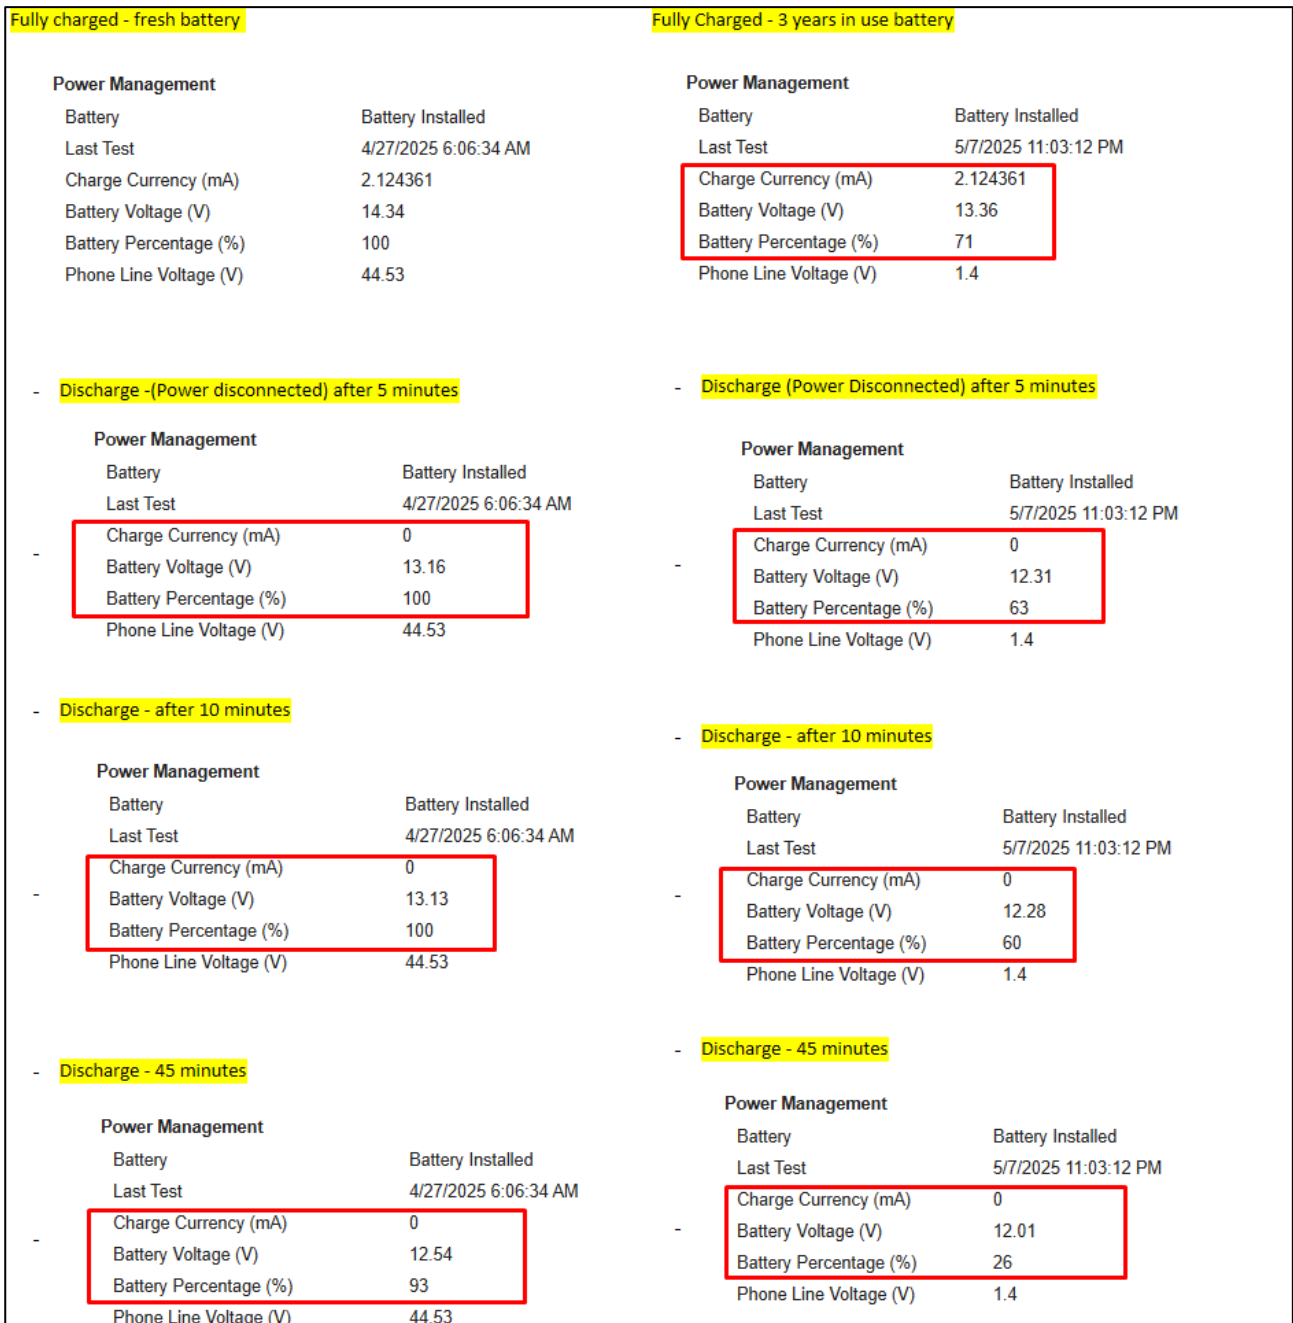 Fully charged - fresh battery
Power Management
Battery Battery Installed
Last Test 4/27/2025 6:06:34 AM
Charge Currency (mA) 2.124361
Battery Voltage (V) 14.34
Battery Percentage (%) 100
Phone Line Voltage (V) 44.53
- Discharge -(Power disconnected) after 5 minutes
Power Management
Battery Battery Installed
Last Test 4/27/2025 6:06:34 AM
Charge Currency (mA) 0
- Battery Voltage (V) 13.16
Battery Percentage (%) 100
Phone Line Voltage (V) 44.53
- Discharge - after 10 minutes
Power Management
Battery Battery Installed
Last Test 4/27/2025 6:06:34 AM
Charge Currency (mA) 0
- Battery Voltage (V) 13.13
Battery Percentage (%) 100
Phone Line Voltage (V) 44.53
- Discharge - 45 minutes
Power Management
Battery Battery Installed
Last Test 4/27/2025 6:06:34 AM
Charge Currency (mA) 0
- Battery Voltage (V) 12.54
Battery Percentage (%) 93
Phone Line Voltage (V) 44.53
Fully Charged - 3 years in use battery
Power Management
Battery Battery Installed
Last Test 5/7/2025 11:03:12 PM
Charge Currency (mA) 2.124361
Battery Voltage (V) 13.36
Battery Percentage (%) 71
Phone Line Voltage (V) 1.4
- Discharge (Power Disconnected) after 5 minutes
Power Management
Battery Battery Installed
Last Test 5/7/2025 11:03:12 PM
Charge Currency (mA) 0
- Battery Voltage (V) 12.31
Battery Percentage (%) 63
Phone Line Voltage (V) 1.4
- Discharge - after 10 minutes
Power Management
Battery Battery Installed
Last Test 5/7/2025 11:03:12 PM
Charge Currency (mA) 0
- Battery Voltage (V) 12.28
Battery Percentage (%) 60
Phone Line Voltage (V) 1.4
- Discharge - 45 minutes
Power Management
Battery Battery Installed
Last Test 5/7/2025 11:03:12 PM
Charge Currency (mA) 0
- Battery Voltage (V) 12.01
Battery Percentage (%) 26
Phone Line Voltage (V) 1.4